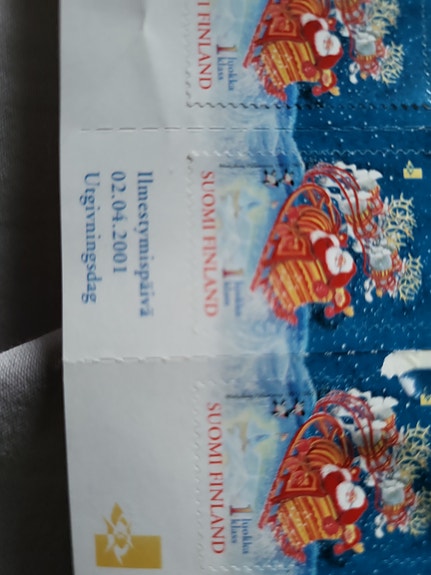 Ilmestymispäivä
02.04.2001
Utgivningsdag
I FINLAND
1 luokka
klass
SUOMI FINLAND
1 luokka
klass
SUOMI FINLAND
1 luokka
klass